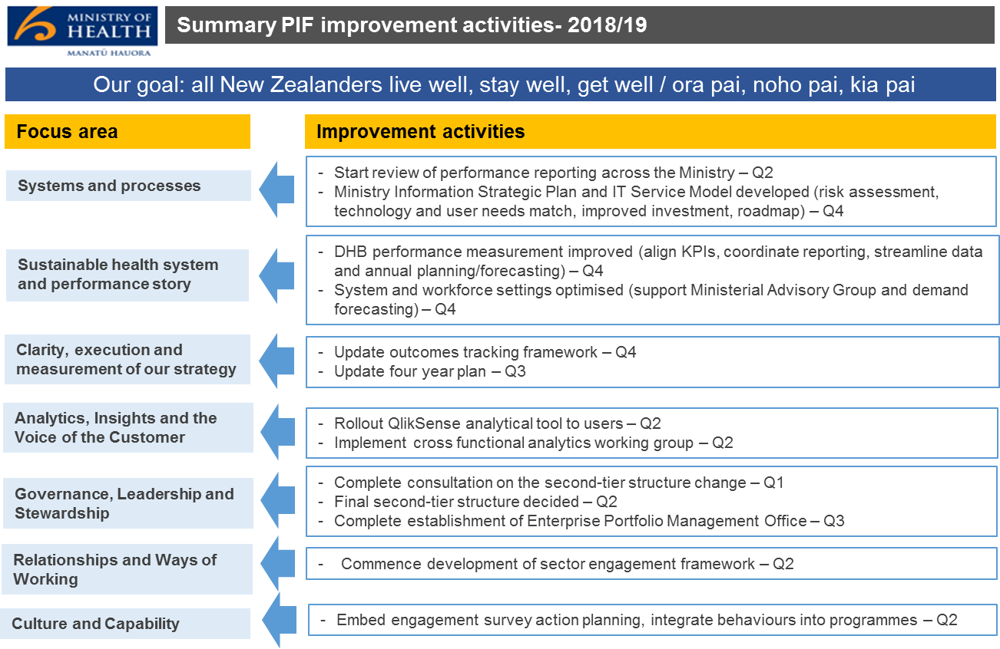 MINISTRY OF
HEALTH
MANATŪ HAUORA
Summary PIF improvement activities- 2018/19
Our goal: all New Zealanders live well, stay well, get well / ora pai, noho pai, kia pai
Focus area
Improvement activities
Systems and processes
- Start review of performance reporting across the Ministry – Q2
- Ministry Information Strategic Plan and IT Service Model developed (risk assessment,
technology and user needs match, improved investment, roadmap) – Q4
Sustainable health system
and performance story
- DHB performance measurement improved (align KPIs, coordinate reporting, streamline data
and annual planning/forecasting) – Q4
- System and workforce settings optimised (support Ministerial Advisory Group and demand
forecasting) – Q4
Clarity, execution and
measurement of our strategy
- Update outcomes tracking framework – Q4
- Update four year plan – Q3
Analytics, Insights and the
Voice of the Customer
- Rollout QlikSense analytical tool to users – Q2
- Implement cross functional analytics working group – Q2
Governance, Leadership and
Stewardship
- Complete consultation on the second-tier structure change – Q1
- Final second-tier structure decided – Q2
- Complete establishment of Enterprise Portfolio Management Office – Q3
Relationships and Ways of
Working
- Commence development of sector engagement framework – Q2
Culture and Capability
- Embed engagement survey action planning, integrate behaviours into programmes – Q2